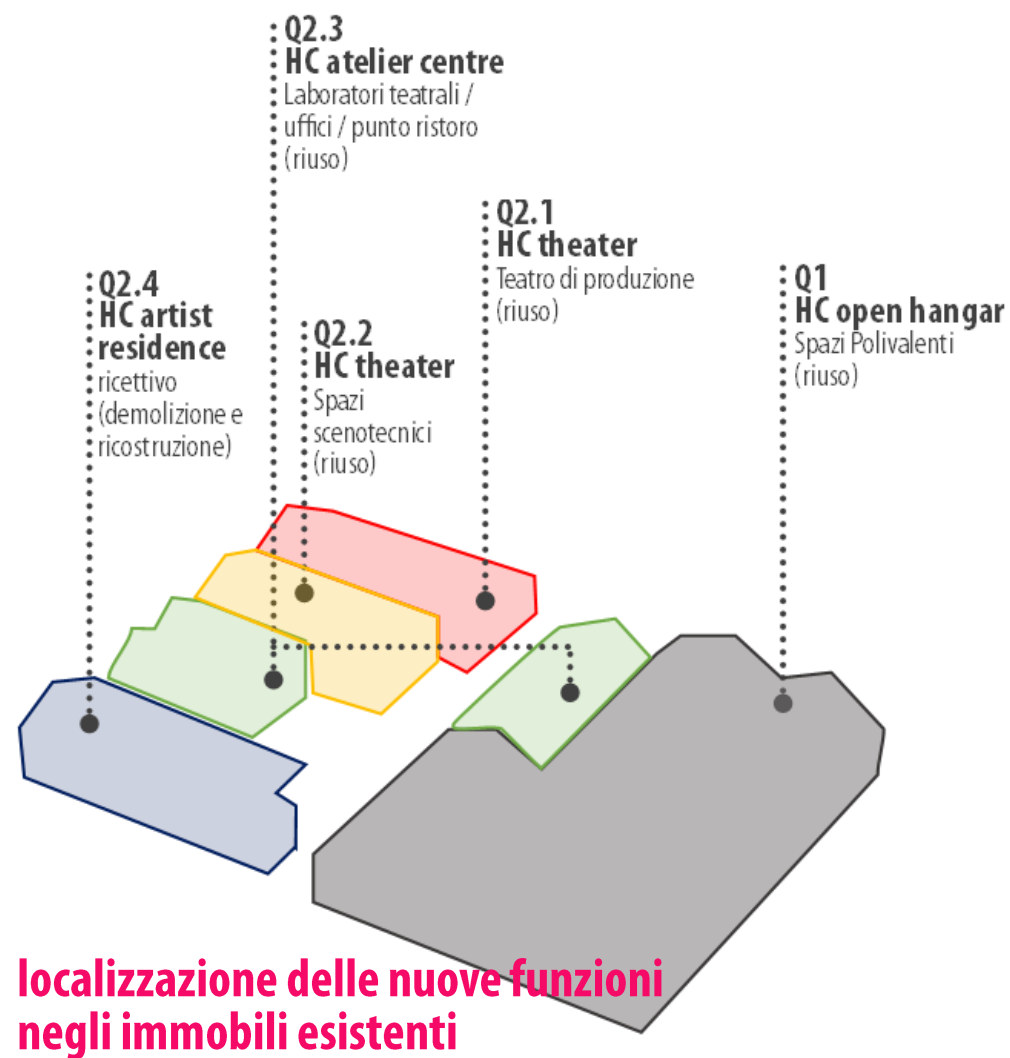 Q2.3
HC atelier centre
Laboratori teatrali /
uffici / punto ristoro
(riuso)
Q2.1
HC theater
Teatro di produzione
(riuso)
Q1
HC open hangar
Spazi Polivalenti
(riuso)
Q2.4
HC artist
residence
ricettivo
(demolizione e
ricostruzione)
Q2.2
HC theater
Spazi
scenotecnici
(riuso)
localizzazione delle nuove funzioni
negli immobili esistenti